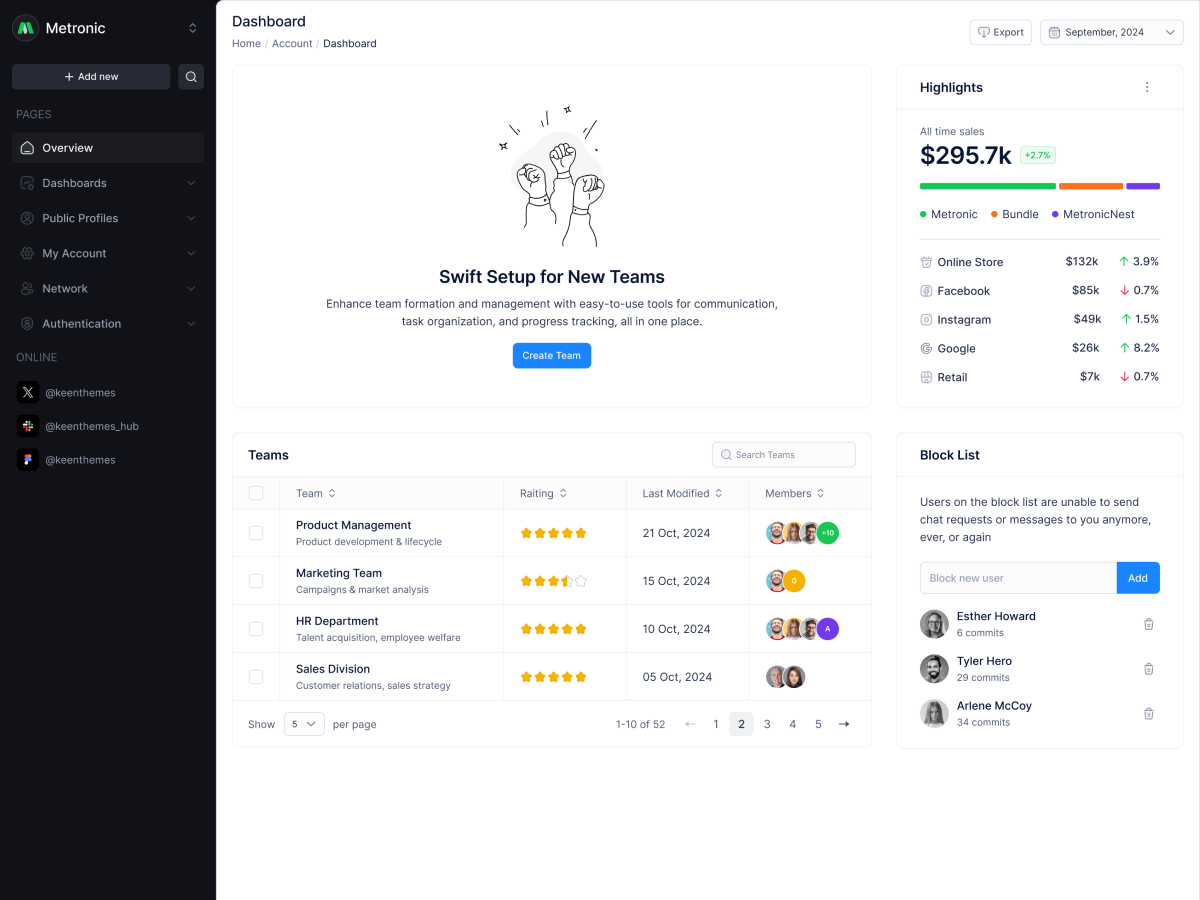 Metronic
Add new
PAGES
Overview
Dashboards
Public Profiles
My Account
Network
Authentication
ONLINE
@keenthemes
@keenthemes_hub
@keenthemes
Dashboard
Home / Account / Dashboard
Export
September, 2024
Swift Setup for New Teams
Enhance team formation and management with easy-to-use tools for communication,
task organization, and progress tracking, all in one place.
Create Team
Highlights
All time sales
$295.7k +2.7%
Metronic Bundle MetronicNest
Online Store $132k 3.9%
Facebook $85k 0.7%
Instagram $49k 1.5%
Google $26k 8.2%
Retail $7k 0.7%
Teams
Search Teams
Team Raiting Last Modified Members
Product Management
Product development & lifecycle
21 Oct, 2024
+10
Marketing Team
Campaigns & market analysis
15 Oct, 2024
G
HR Department
Talent acquisition, employee welfare
10 Oct, 2024
A
Sales Division
Customer relations, sales strategy
05 Oct, 2024
Show 5 per page
1-10 of 52 ← 1 2 3 4 5 →
Block List
Users on the block list are unable to send
chat requests or messages to you anymore,
ever, or again
Block new user
Add
Esther Howard
6 commits
Tyler Hero
29 commits
Arlene McCoy
34 commits